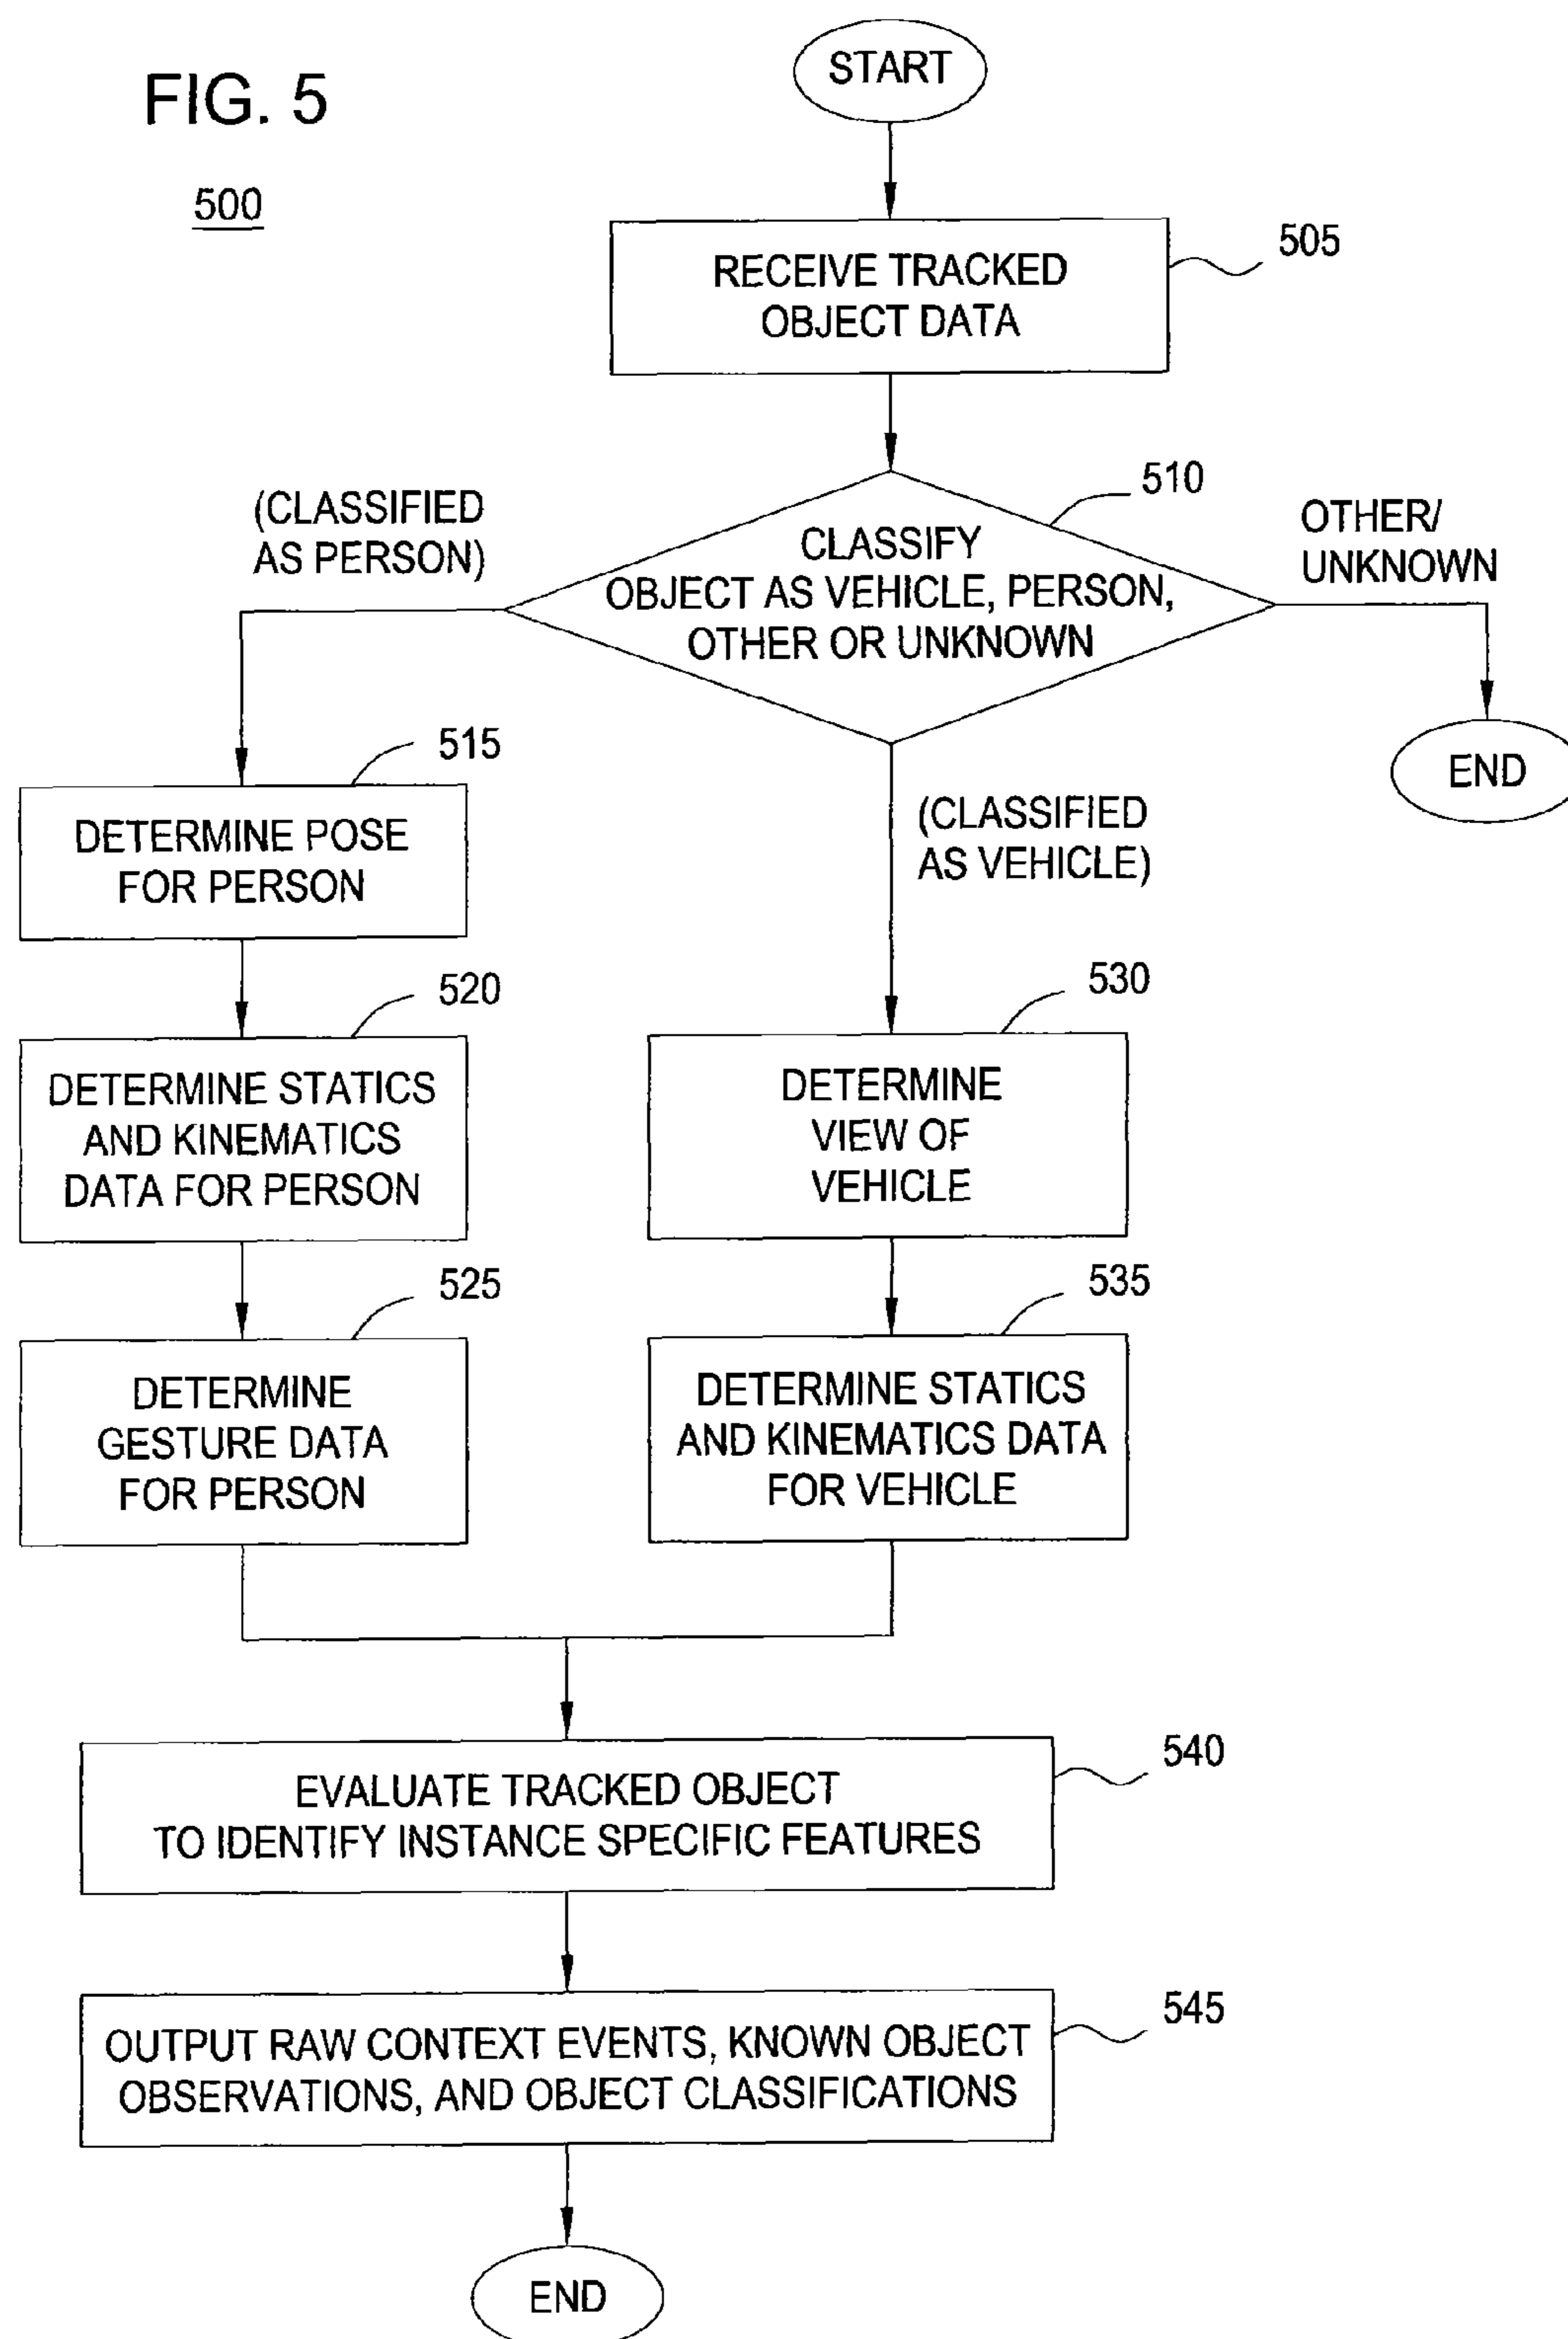 FIG. 5
500
START
RECEIVE TRACKED
OBJECT DATA
505
510
CLASSIFY
OBJECT AS VEHICLE, PERSON,
OTHER OR UNKNOWN
(CLASSIFIED
AS PERSON)
OTHER/
UNKNOWN
END
515
DETERMINE POSE
FOR PERSON
520
DETERMINE STATICS
AND KINEMATICS
DATA FOR PERSON
525
DETERMINE
GESTURE DATA
FOR PERSON
(CLASSIFIED
AS VEHICLE)
530
DETERMINE
VIEW OF
VEHICLE
535
DETERMINE STATICS
AND KINEMATICS DATA
FOR VEHICLE
540
EVALUATE TRACKED OBJECT
TO IDENTIFY INSTANCE SPECIFIC FEATURES
545
OUTPUT RAW CONTEXT EVENTS, KNOWN OBJECT
OBSERVATIONS, AND OBJECT CLASSIFICATIONS
END